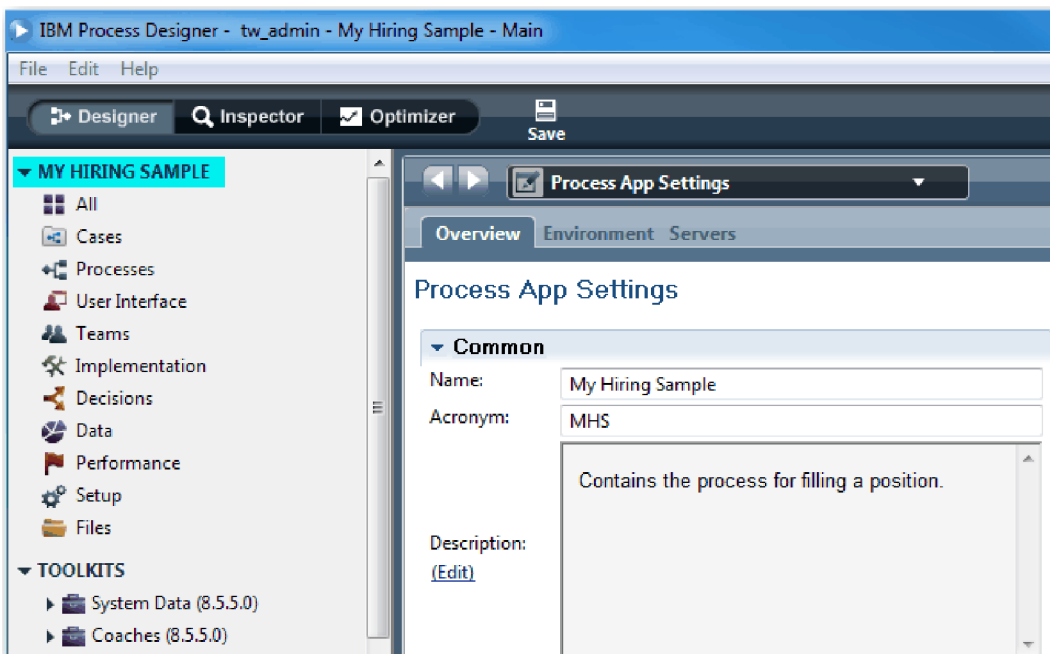 IBM Process Designer - tw_admin - My Hiring Sample - Main
File Edit Help
Designer Inspector Optimizer Save
MY HIRING SAMPLE
All
Cases
Processes
User Interface
Teams
Implementation
Decisions
Data
Performance
Setup
Files
TOOLKITS
System Data (8.5.5.0)
Coaches (8.5.5.0)
Process App Settings
Overview Environment Servers
Process App Settings
Common
Name: My Hiring Sample
Acronym: MHS
Contains the process for filling a position.
Description:
(Edit)